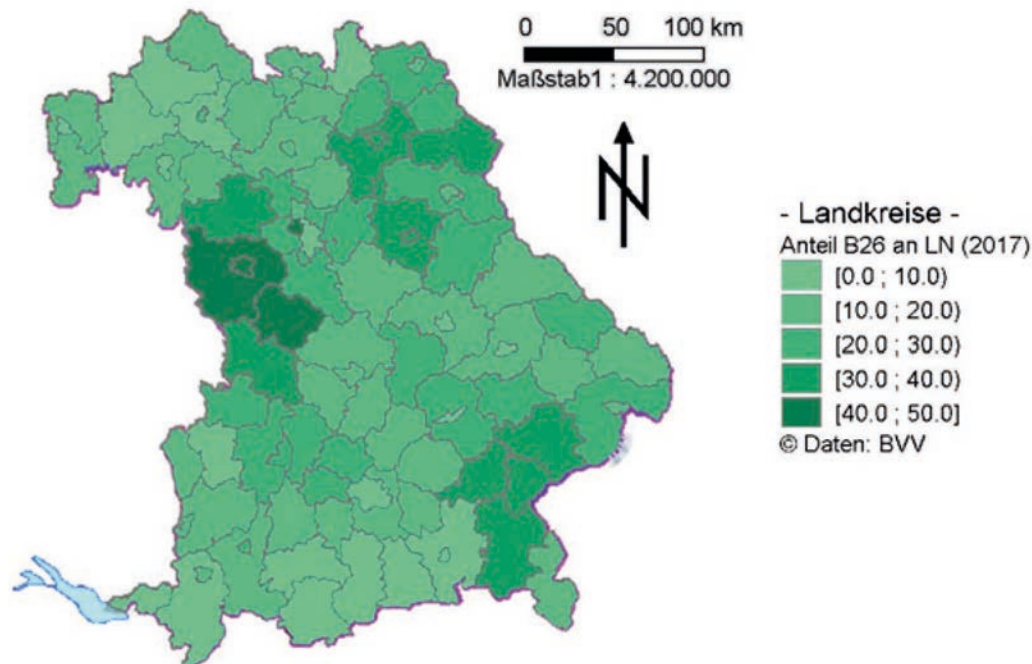 0 50 100 km
Maßstab1 : 4.200.000
N
- Landkreise -
Anteil B26 an LN (2017)
[0.0 ; 10.0)
[10.0 ; 20.0)
[20.0 ; 30.0)
[30.0 ; 40.0)
[40.0 ; 50.0]
© Daten: BVV